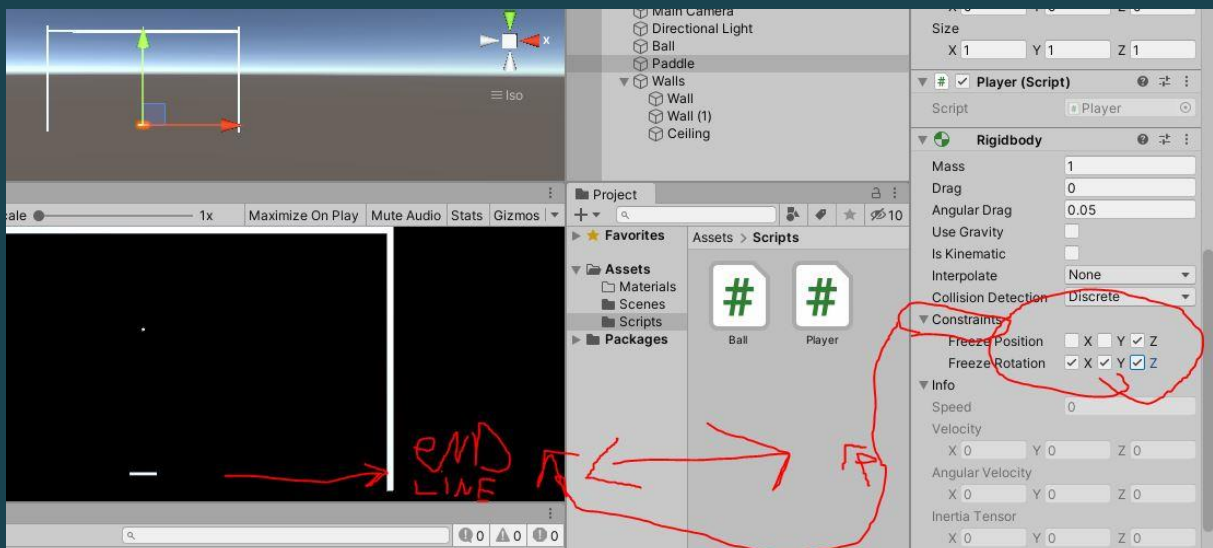 Main Camera
Directional Light
Ball
Paddle
Walls
Wall
Wall (1)
Ceiling
x
Iso
Size
X 1 Y 1 Z 1
# Player (Script)
Script # Player
Rigidbody
Mass 1
Drag 0
Angular Drag 0.05
Use Gravity
Is Kinematic
Interpolate None
Collision Detection Discrete
Constraints
Freeze Position X Y Z
Freeze Rotation X Y Z
Info
Speed 0
Velocity
X 0 Y 0 Z 0
Angular Velocity
X 0 Y 0 Z 0
Inertia Tensor
X 0 Y 0 Z 0
Project
10
Favorites
Assets
Materials
Scenes
Scripts
Packages
Assets > Scripts
# #
Ball Player
1x Maximize On Play Mute Audio Stats Gizmos
END
LINE
0 0 0